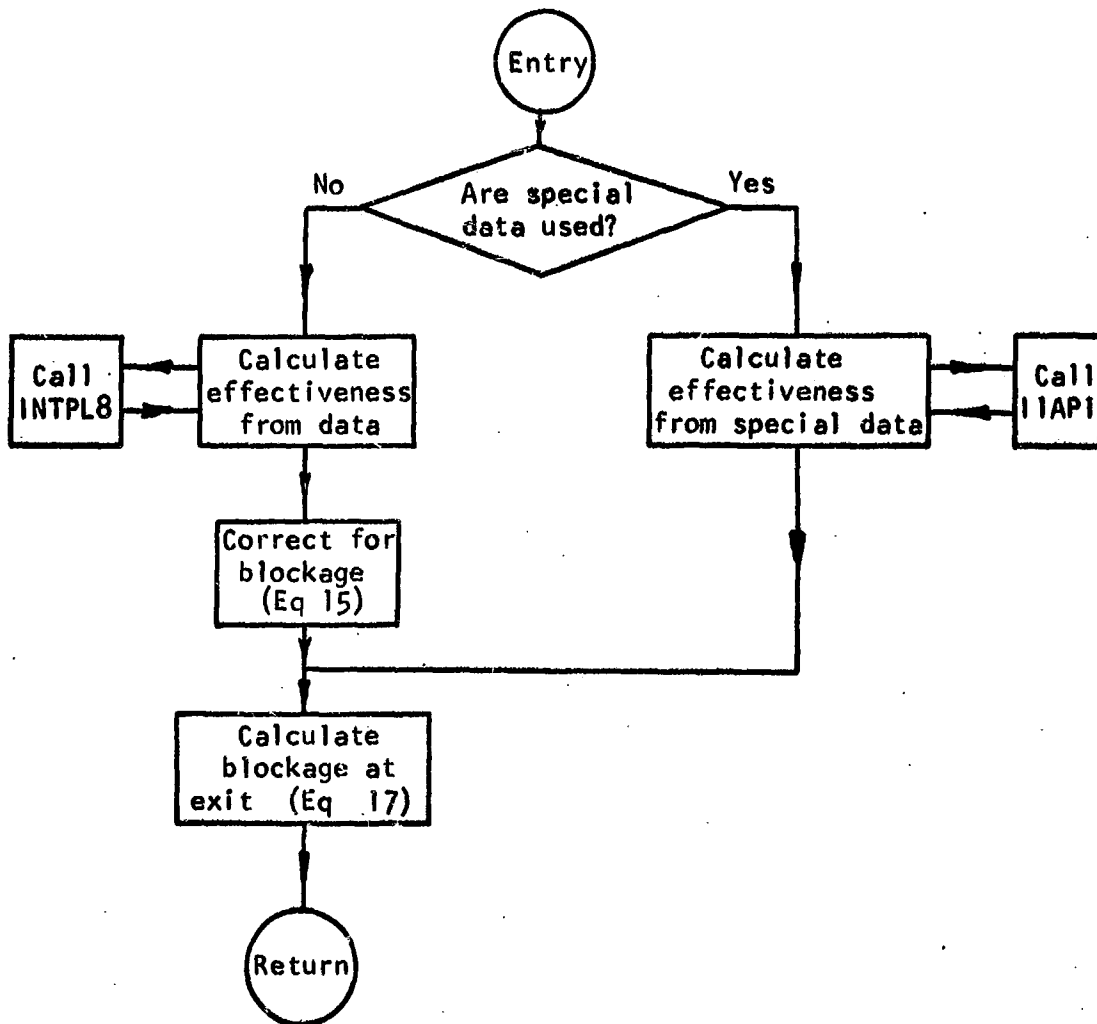 Entry
Are special
data used?
No
Yes
Call
INTPL8
Calculate
effectiveness
from data
Calculate
effectiveness
from special data
Call
Correct for
blockage
(Eq 15)
Calculate
blockage at
exit (Eq 17)
Return